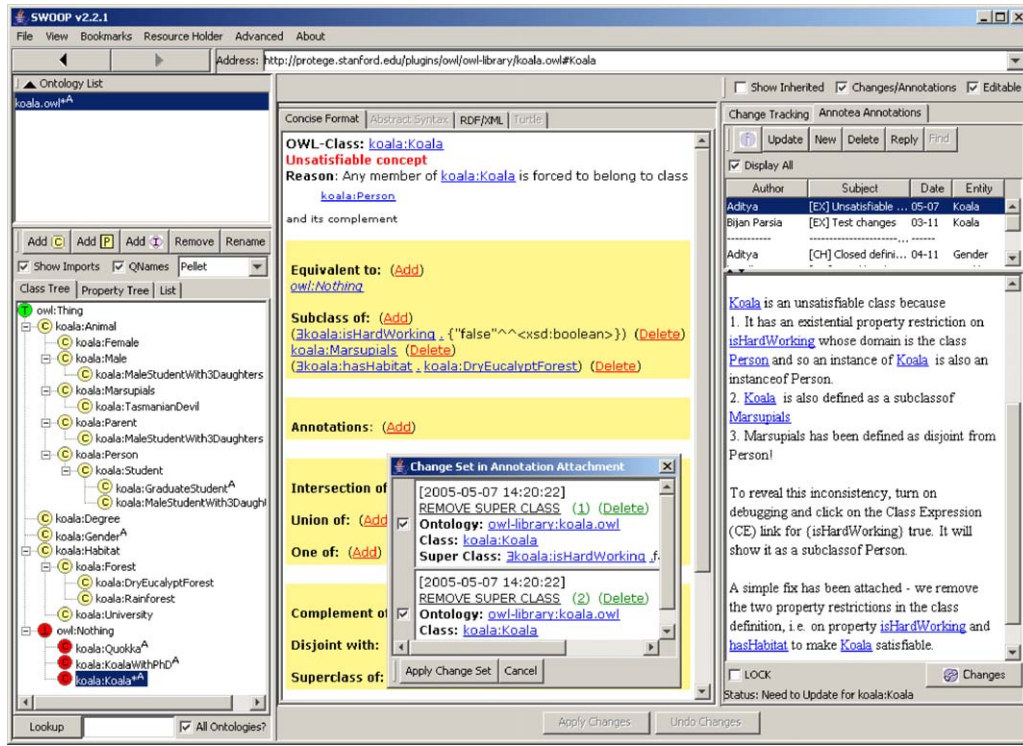 SWOOP v2.2.1
File View Bookmarks Resource Holder Advanced About
Address: http://protege.stanford.edu/plugins/owl/owl-library/koala.owl#Koala
Ontology List
koala.owl*A
Add C Add P Add I Remove Rename
Show Imports QNames Pellet
Class Tree Property Tree List
owl:Thing
koala:Animal
koala:Female
koala:Male
koala:MaleStudentWith3Daughters
koala:Marsupials
koala:TasmanianDevil
koala:Parent
koala:MaleStudentWith3Daughters
koala:Person
koala:Student
koala:GraduateStudentA
koala:MaleStudentWith3Daught
koala:Degree
koala:GenderA
koala:Habitat
koala:Forest
koala:DryEucalyptForest
koala:Rainforest
koala:University
owl:Nothing
koala:QuokkaA
koala:KoalaWithPhDA
koala:Koala*A
Lookup All Ontologies?
Concise Format Abstract Syntax RDF/XML Turtle
OWL-Class: koala:Koala
Unsatisfiable concept
Reason: Any member of koala:Koala is forced to belong to class
koala:Person
and its complement
Equivalent to: (Add)
owl:Nothing
Subclass of: (Add)
(∃koala:isHardWorking . {"false"^^<xsd:boolean>}) (Delete)
koala:Marsupials (Delete)
(∃koala:hasHabitat . koala:DryEucalyptForest) (Delete)
Annotations: (Add)
Intersection of
Union of: (Add
One of: (Add)
Complement of
Disjoint with:
Superclass of:
Change Set in Annotation Attachment
[2005-05-07 14:20:22]
REMOVE SUPER CLASS (1) (Delete)
Ontology: owl-library:koala.owl
Class: koala:Koala
Super Class: ∃koala:isHardWorking .f
[2005-05-07 14:20:22]
REMOVE SUPER CLASS (2) (Delete)
Ontology: owl-library:koala.owl
Class: koala:Koala
Apply Change Set Cancel
Apply Changes Undo Changes
Show Inherited Changes/Annotations Editable
Change Tracking Annotea Annotations
Update New Delete Reply Find
Display All
Author Subject Date Entity
Aditya [EX] Unsatisfiable ... 05-07 Koala
Bijan Parsia [EX] Test changes 03-11 Koala
----------- ---------------------... ------
Aditya [CH] Closed defini... 04-11 Gender
Koala is an unsatisfiable class because
1. It has an existential property restriction on
isHardWorking whose domain is the class
Person and so an instance of Koala is also an
instanceof Person.
2. Koala is also defined as a subclassof
Marsupials
3. Marsupials has been defined as disjoint from
Person!
To reveal this inconsistency, turn on
debugging and click on the Class Expression
(CE) link for (isHardWorking) true. It will
show it as a subclassof Person.
A simple fix has been attached - we remove
the two property restrictions in the class
definition, i.e. on property isHardWorking and
hasHabitat to make Koala satisfiable.
LOCK Changes
Status: Need to Update for koala:Koala